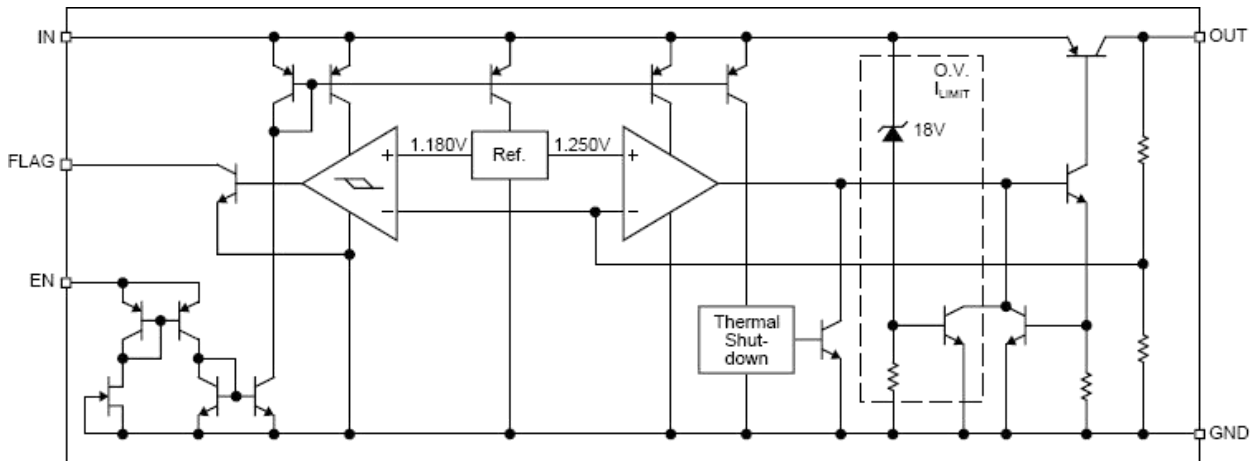 IN
OUT
O.V.
ILIMIT
18V
1.180V
Ref.
1.250V
FLAG
EN
Thermal
Shut-
down
GND